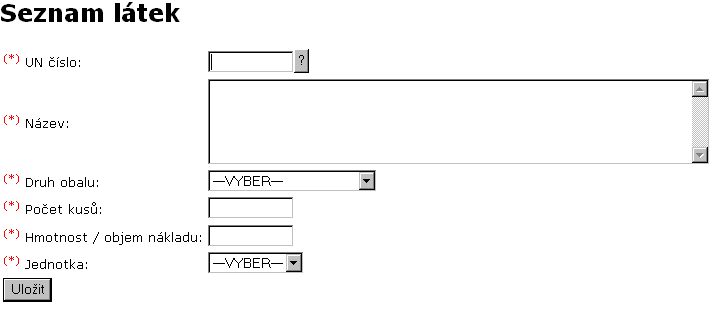 Seznam látek
(*) UN číslo: ?
(*) Název:
(*) Druh obalu: —VYBER—
(*) Počet kusů:
(*) Hmotnost / objem nákladu:
(*) Jednotka: —VYBER—
Uložit